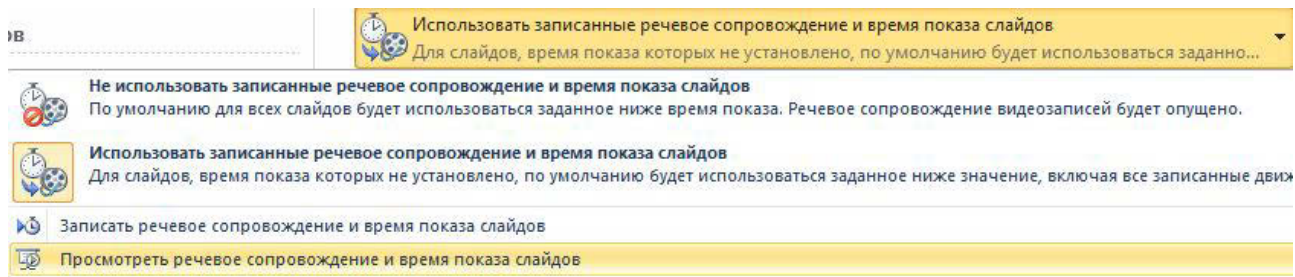 ов
Использовать записанные речевое сопровождение и время показа слайдов
Для слайдов, время показа которых не установлено, по умолчанию будет использоваться заданно...
Не использовать записанные речевое сопровождение и время показа слайдов
По умолчанию для всех слайдов будет использоваться заданное ниже время показа. Речевое сопровождение видеозаписей будет опущено.
Использовать записанные речевое сопровождение и время показа слайдов
Для слайдов, время показа которых не установлено, по умолчанию будет использоваться заданное ниже значение, включая все записанные движ
Записать речевое сопровождение и время показа слайдов
Просмотреть речевое сопровождение и время показа слайдов